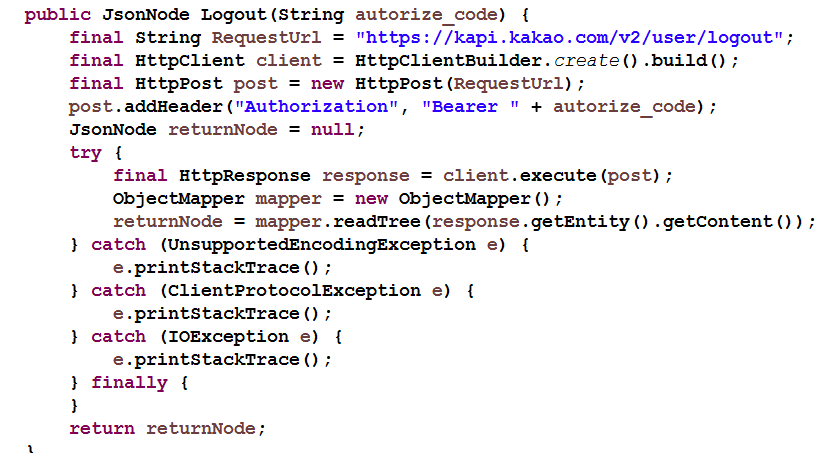 public JsonNode Logout(String autorize_code) {
    final String RequestUrl = "https://kapi.kakao.com/v2/user/logout";
    final HttpClient client = HttpClientBuilder.create().build();
    final HttpPost post = new HttpPost(RequestUrl);
    post.addHeader("Authorization", "Bearer " + autorize_code);
    JsonNode returnNode = null;
    try {
        final HttpResponse response = client.execute(post);
        ObjectMapper mapper = new ObjectMapper();
        returnNode = mapper.readTree(response.getEntity().getContent());
    } catch (UnsupportedEncodingException e) {
        e.printStackTrace();
    } catch (ClientProtocolException e) {
        e.printStackTrace();
    } catch (IOException e) {
        e.printStackTrace();
    } finally {
    }
    return returnNode;
}